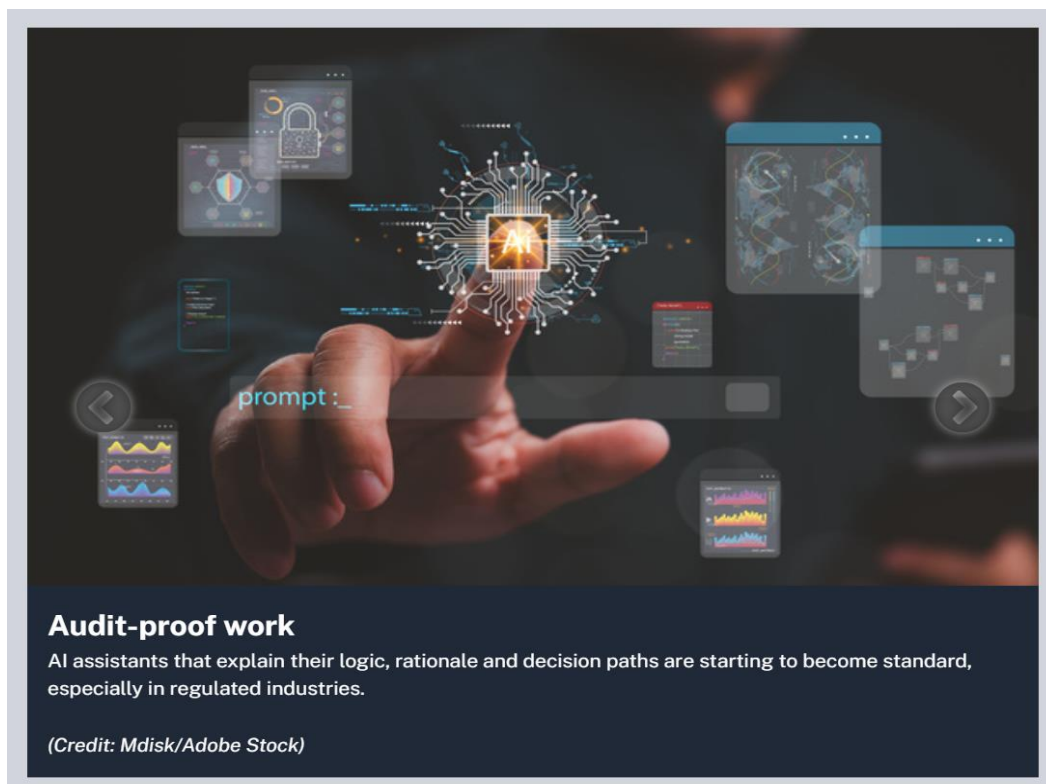 Ai
prompt :_
Audit-proof work
AI assistants that explain their logic, rationale and decision paths are starting to become standard,
especially in regulated industries.
(Credit: Mdisk/Adobe Stock)